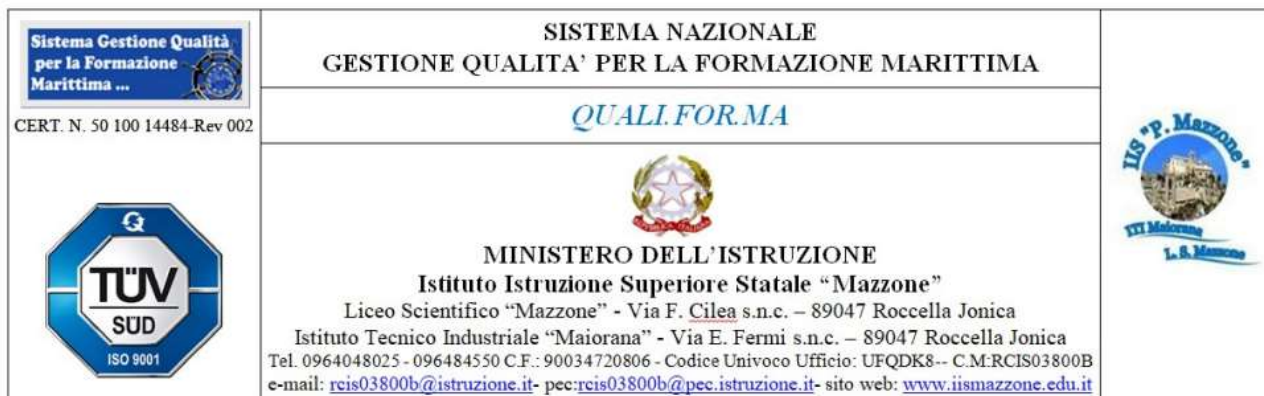 Sistema Gestione Qualità
per la Formazione
Marittima ...
CERT. N. 50 100 14484-Rev 002
TÜV
SÜD
ISO 9001
SISTEMA NAZIONALE
GESTIONE QUALITA’ PER LA FORMAZIONE MARITTIMA
QUALI.FOR.MA
MINISTERO DELL’ISTRUZIONE
Istituto Istruzione Superiore Statale “Mazzone”
Liceo Scientifico “Mazzone” - Via F. Cilea s.n.c. – 89047 Roccella Jonica
Istituto Tecnico Industriale “Maiorana” - Via E. Fermi s.n.c. – 89047 Roccella Jonica
Tel. 0964048025 - 096484550 C.F.: 90034720806 - Codice Univoco Ufficio: UFQDK8-- C.M:RCIS03800B
e-mail: rcis03800b@istruzione.it- pec:rcis03800b@pec.istruzione.it- sito web: www.iismazzone.edu.it
IIS "P. Mazzone"
ITI Maiorana
L. S. Mazzone